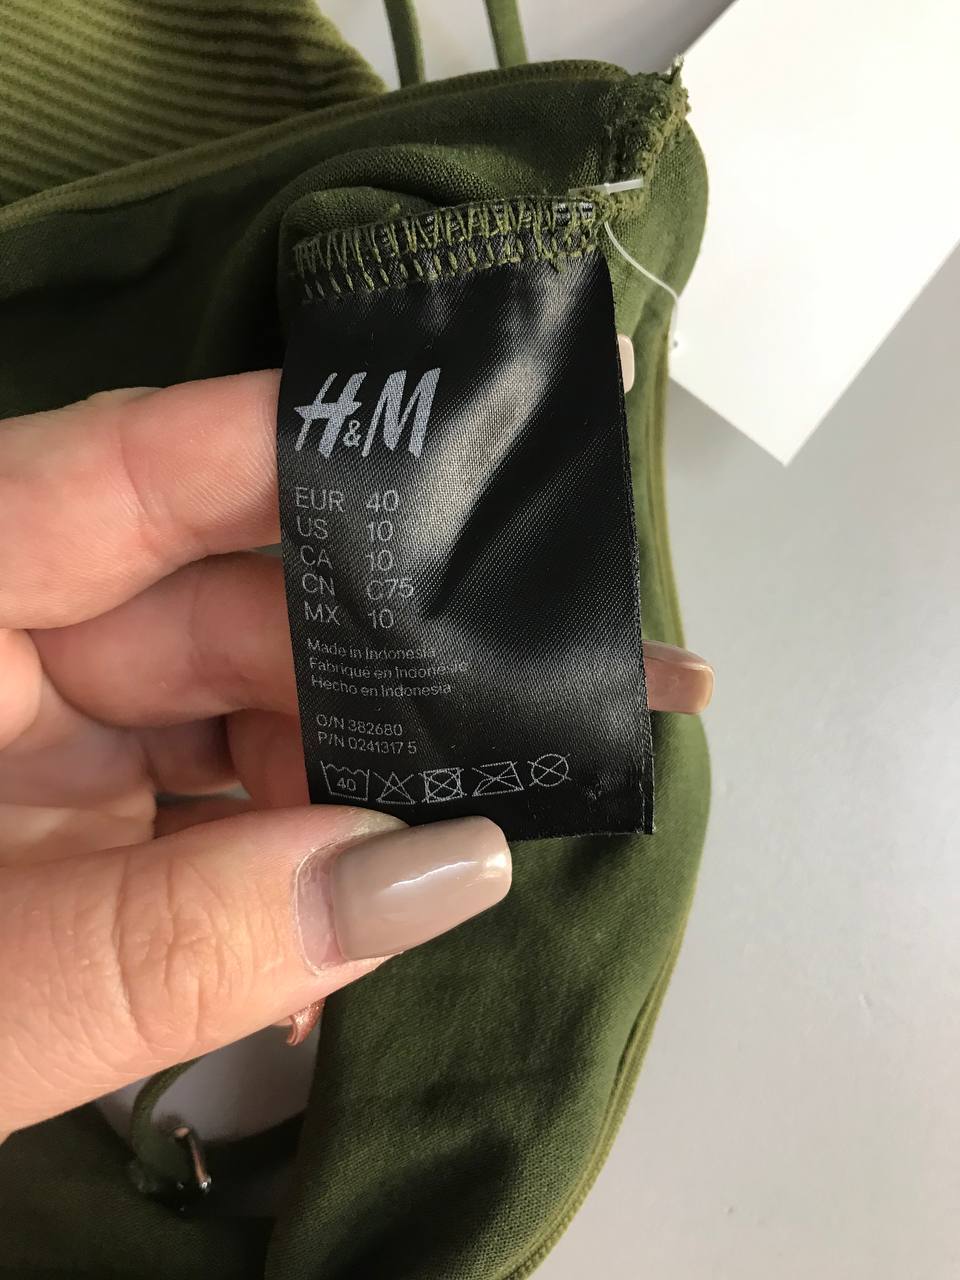 H&M
EUR 40
US 10
CA 10
CN C75
MX 10
Made in Indonesia
Fabriqué en Indonésie
Hecho en Indonesia
O/N 382680
P/N 0241317 5
40